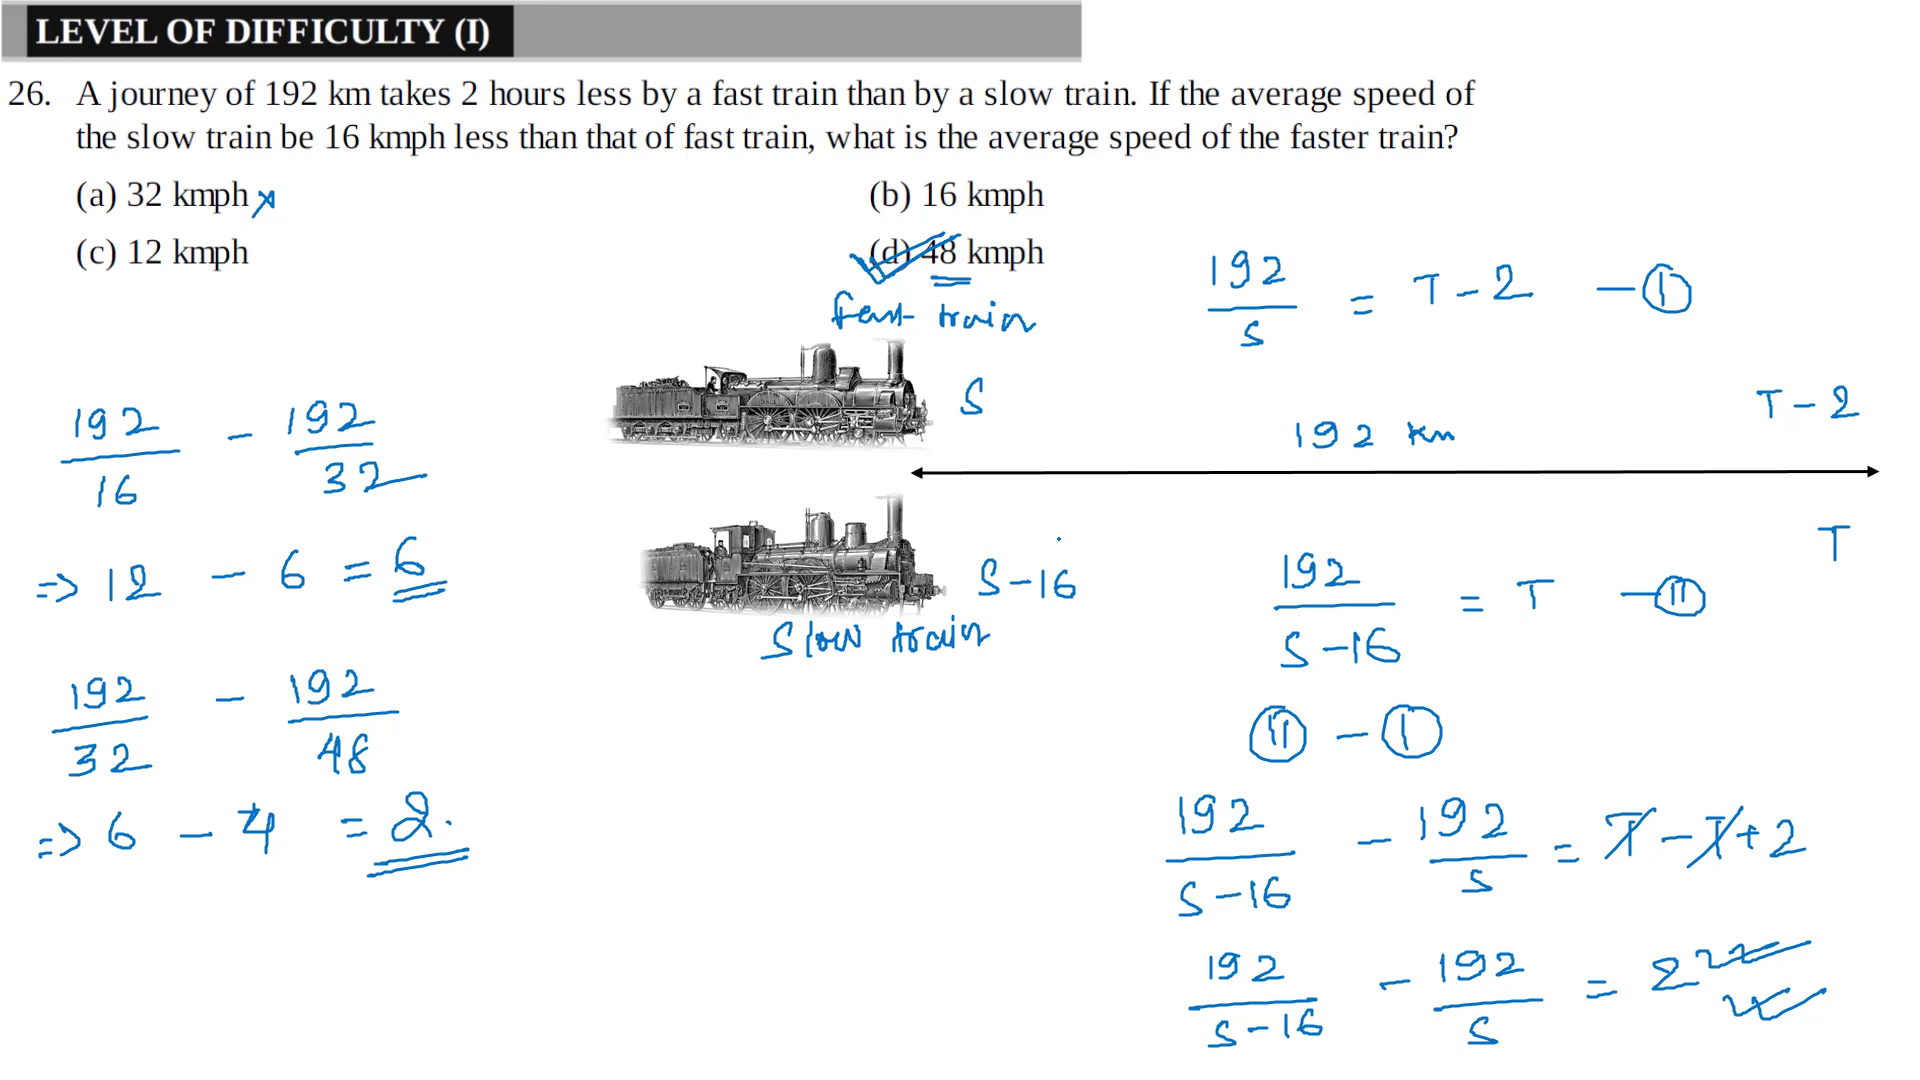 LEVEL OF DIFFICULTY (I)
26. A journey of 192 km takes 2 hours less by a fast train than by a slow train. If the average speed of
the slow train be 16 kmph less than that of fast train, what is the average speed of the faster train?
(a) 32 kmph ×
(b) 16 kmph
(c) 12 kmph
(d) 48 kmph
fast train
S
192/S = T - 2 — I
T - 2
192 km
192/16 - 192/32
=> 12 - 6 = 6
192/32 - 192/48
=> 6 - 4 = 2.
S - 16
Slow train
T
192/S-16 = T — II
II - I
192/S-16 - 192/S = T - T + 2
192/S-16 - 192/S = 2